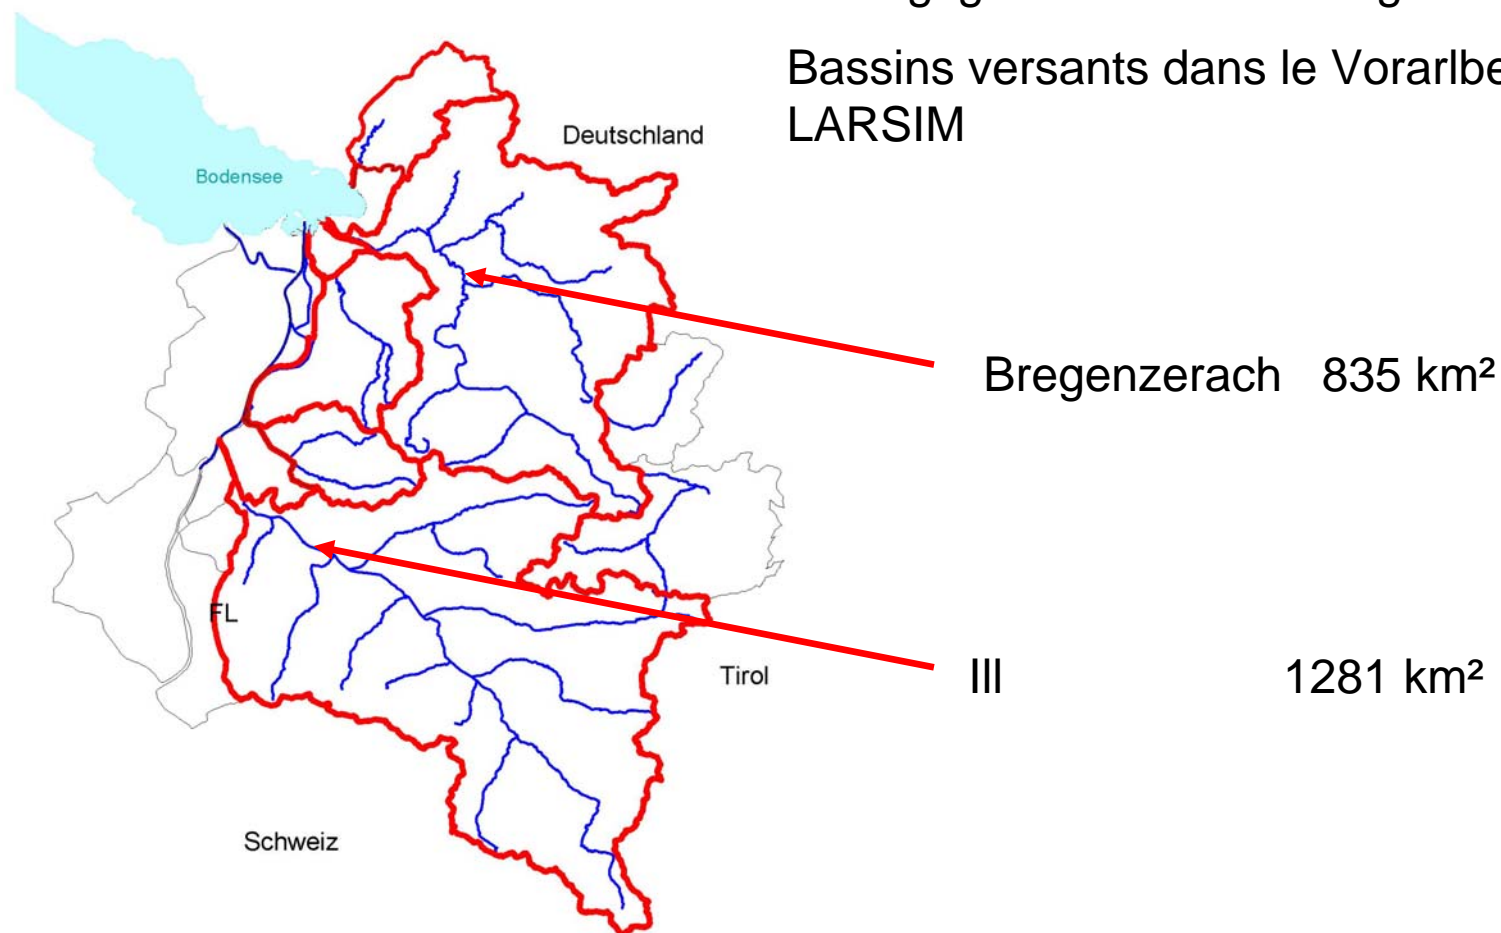 Bassins versants dans le Vorarlbe
LARSIM
Deutschland
Bodensee
Bregenzerach 835 km²
Ill 1281 km²
FL
Tirol
Schweiz